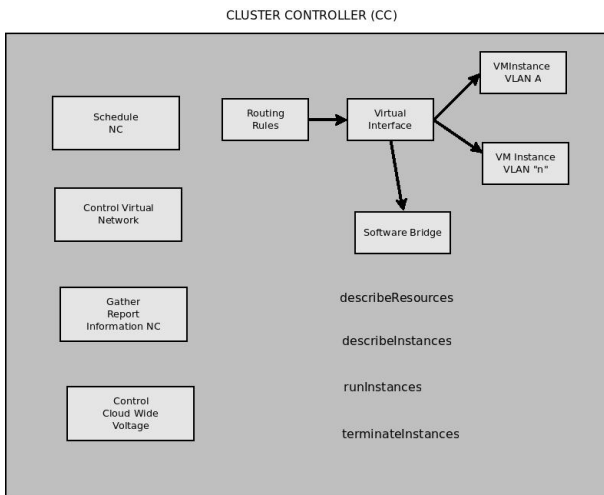 CLUSTER CONTROLLER (CC)
Schedule
NC
Routing
Rules
Virtual
Interface
VMInstance
VLAN A
VM Instance
VLAN "n"
Control Virtual
Network
Software Bridge
Gather
Report
Information NC
describeResources
describeInstances
runInstances
terminateInstances
Control
Cloud Wide
Voltage